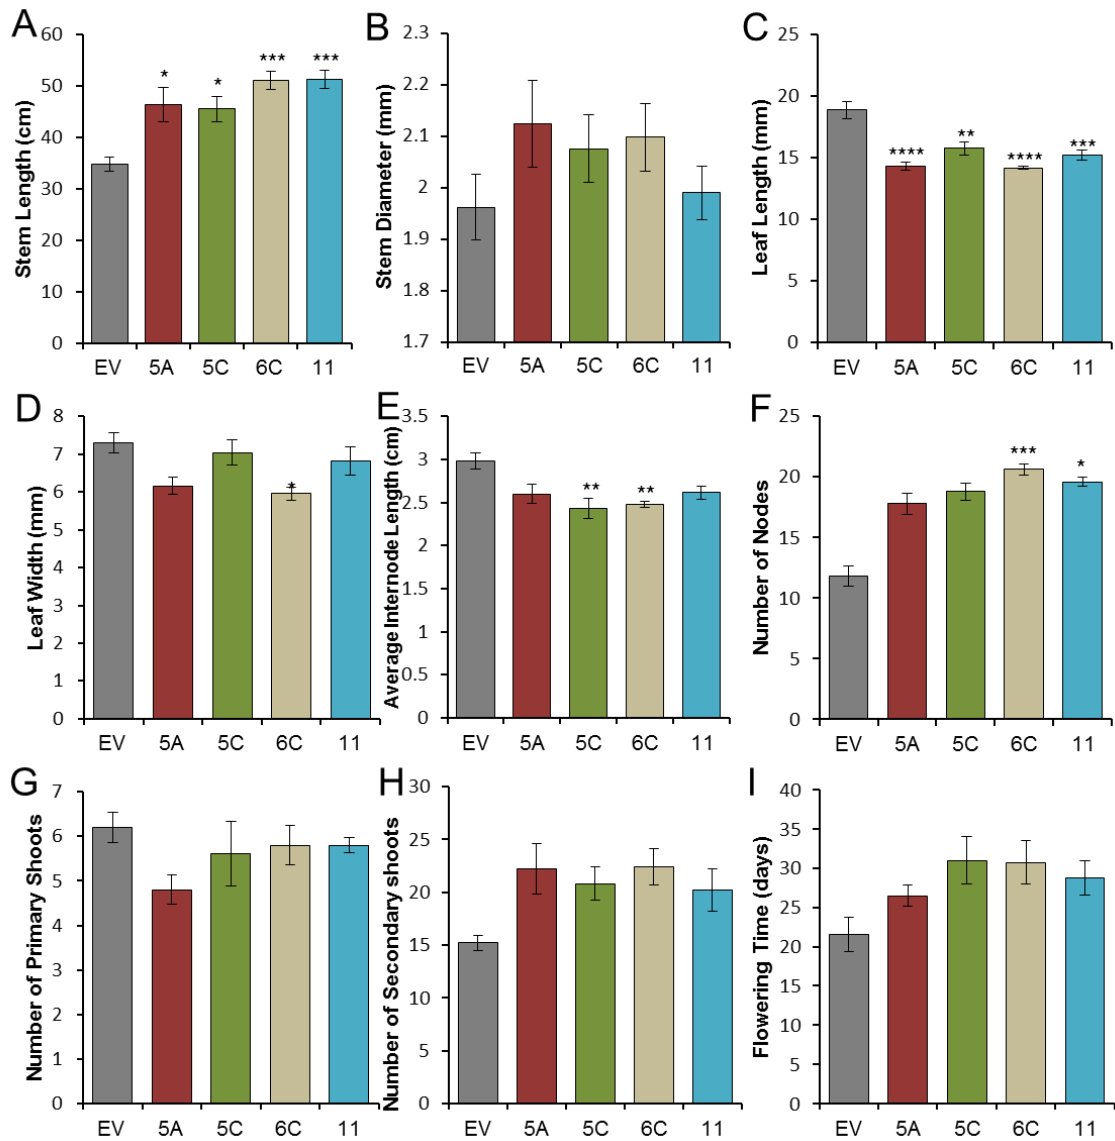 A
Stem Length (cm)
60
50
40
30
20
10
0
*
*
***
***
EV 5A 5C 6C 11
B
Stem Diameter (mm)
2.3
2.2
2.1
2
1.9
1.8
1.7
EV 5A 5C 6C 11
C
Leaf Length (mm)
25
20
15
10
5
0
****
**
****
***
EV 5A 5C 6C 11
D
Leaf Width (mm)
8
7
6
5
4
3
2
1
0
*
EV 5A 5C 6C 11
E
Average Internode Length (cm)
3.5
3
2.5
2
1.5
1
0.5
0
**
**
EV 5A 5C 6C 11
F
Number of Nodes
25
20
15
10
5
0
***
*
EV 5A 5C 6C 11
G
Number of Primary Shoots
7
6
5
4
3
2
1
0
EV 5A 5C 6C 11
H
Number of Secondary shoots
30
25
20
15
10
5
0
EV 5A 5C 6C 11
I
Flowering Time (days)
40
35
30
25
20
15
10
5
0
EV 5A 5C 6C 11